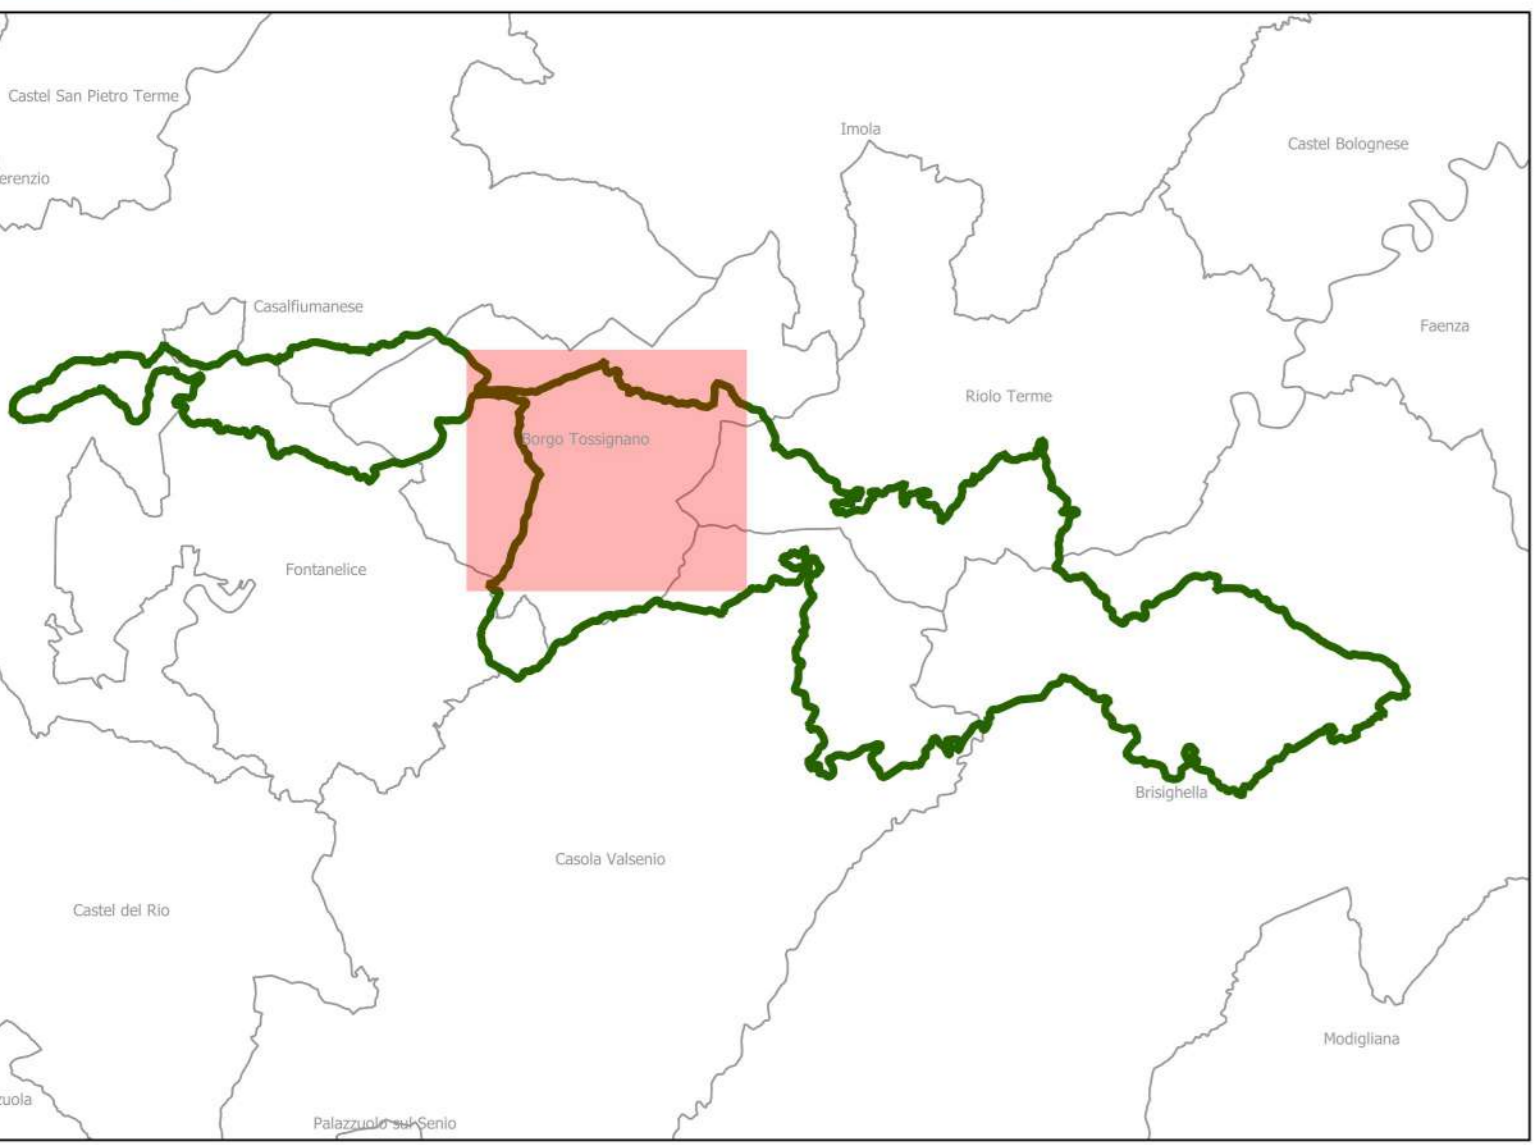 Castel San Pietro Terme
Imola
Castel Bolognese
erenzio
Casalfiumanese
Faenza
Riolo Terme
Borgo Tossignano
Fontanelice
Brisighella
Casola Valsenio
Castel del Rio
Modigliana
zuola
Palazzuolo sul Senio